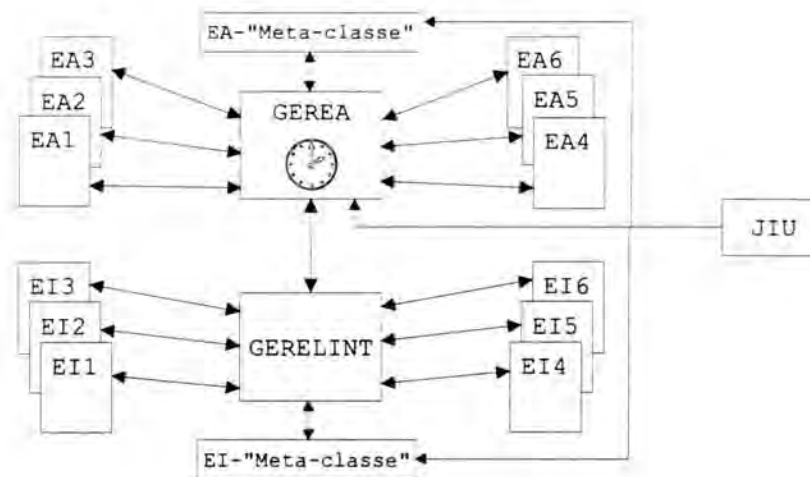 EA-"Meta-classe"
EA3
EA2
EA1
GEREA
EA6
EA5
EA4
JIU
EI3
EI2
EI1
GERELINT
EI6
EI5
EI4
EI-"Meta-classe"